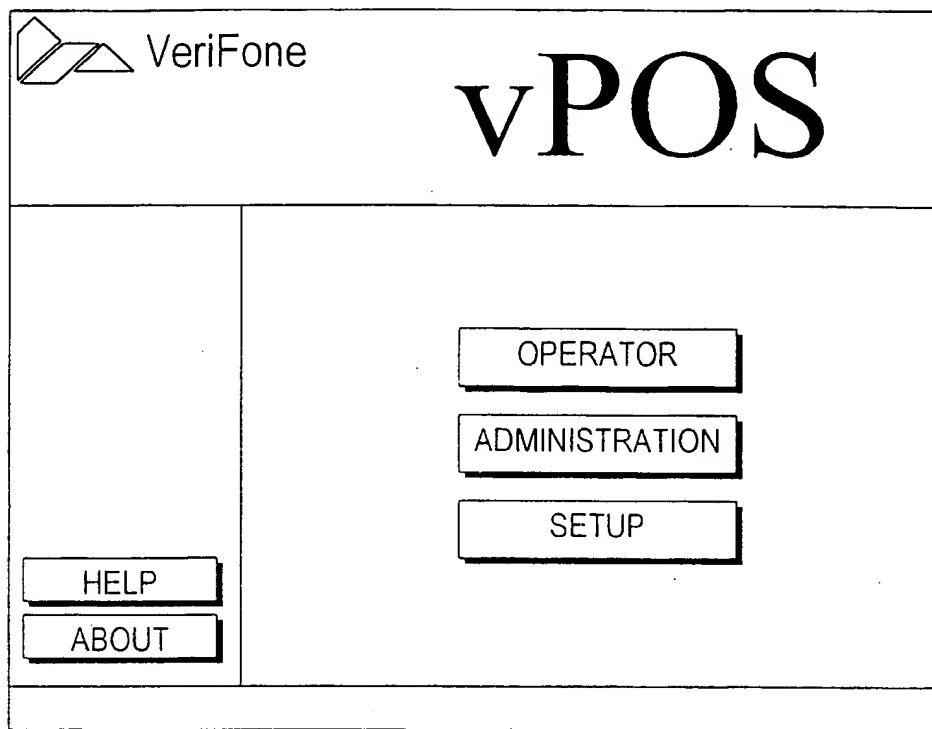 VeriFone
vPOS
OPERATOR
ADMINISTRATION
SETUP
HELP
ABOUT